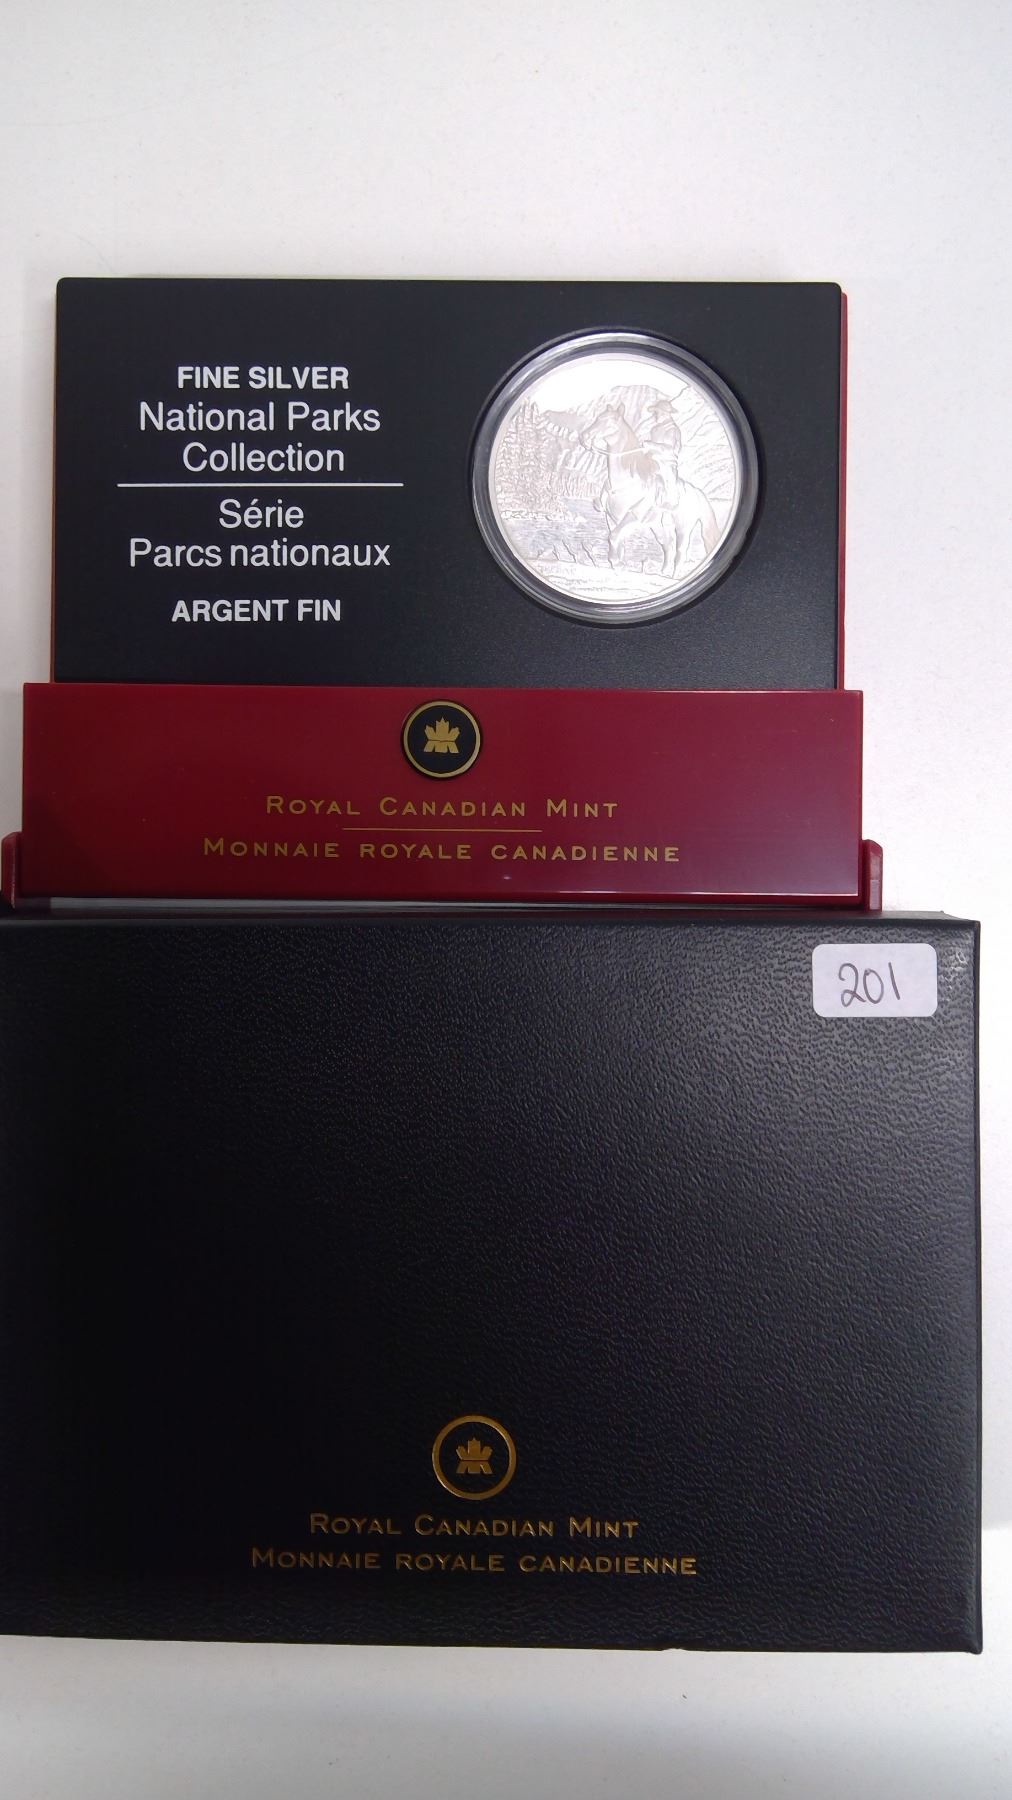 FINE SILVER
National Parks
Collection
Série
Parcs nationaux
ARGENT FIN
ROYAL CANADIAN MINT
MONNAIE ROYALE CANADIENNE
201
ROYAL CANADIAN MINT
MONNAIE ROYALE CANADIENNE